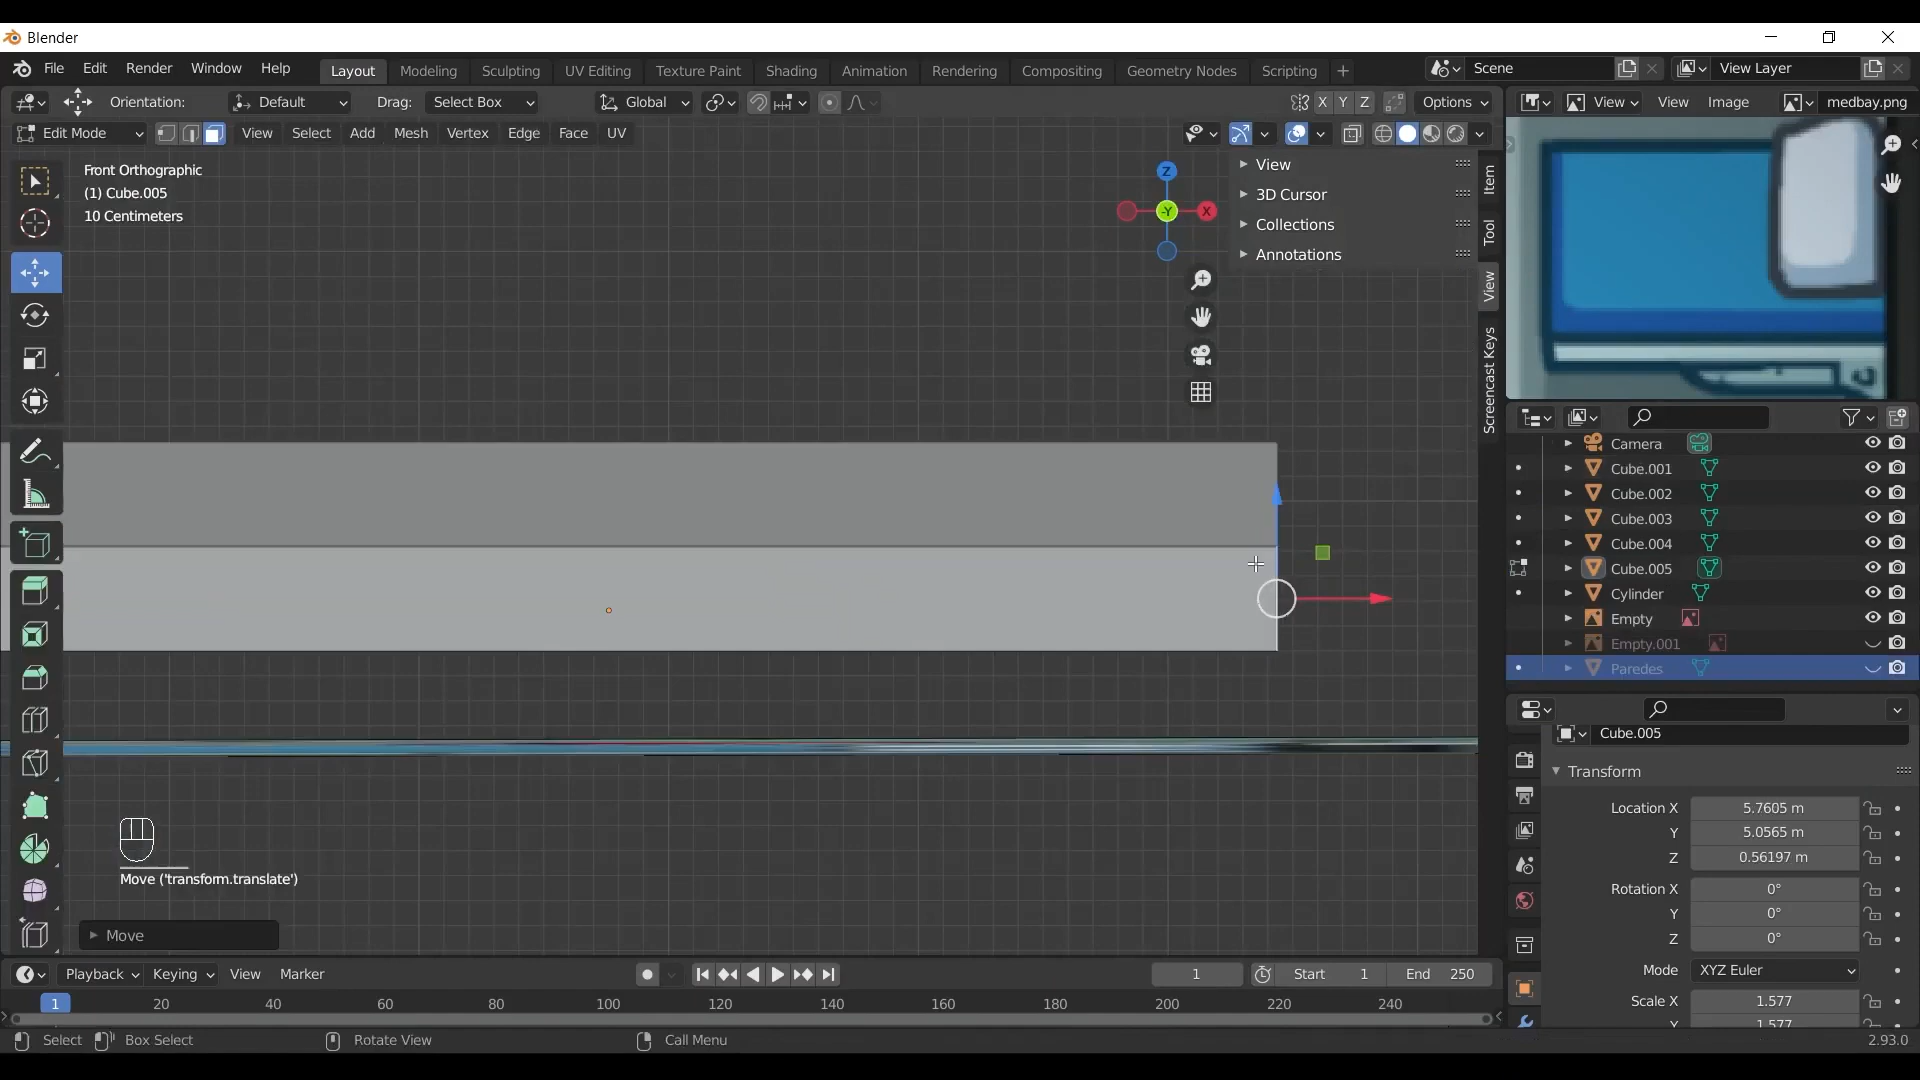 Blender
File Edit Render Window Help
Layout Modeling Sculpting UV Editing Texture Paint Shading Animation Rendering Compositing Geometry Nodes Scripting
Scene View Layer
Orientation: Default Drag: Select Box Global X Y Z Options
View View Image medbay.png
Edit Mode View Select Add Mesh Vertex Edge Face UV
Front Orthographic
(1) Cube.005
10 Centimeters
Z
-Y
X
View
3D Cursor
Collections
Annotations
Item
Tool
View
Screencast Keys
Camera
Cube.001
Cube.002
Cube.003
Cube.004
Cube.005
Cylinder
Empty
Empty.001
Paredes
Cube.005
Transform
Location X 5.7605 m
Y 5.0565 m
Z 0.56197 m
Rotation X 0°
Y 0°
Z 0°
Mode XYZ Euler
Scale X 1.577
Y 1.577
Move ('transform.translate')
Move
Playback Keying View Marker 1 Start 1 End 250
1 20 40 60 80 100 120 140 160 180 200 220 240
Select Box Select Rotate View Call Menu 2.93.0